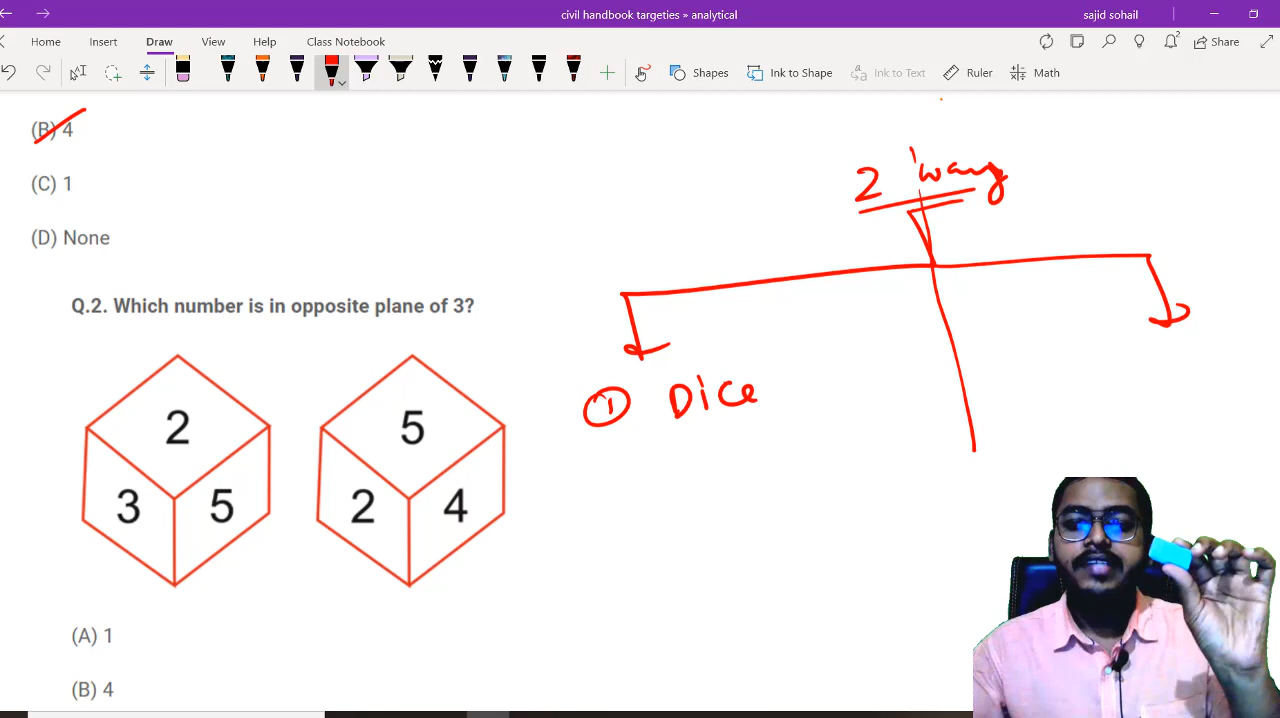 civil handbook targeties » analytical
sajid sohail
Home Insert Draw View Help Class Notebook
Share
Shapes Ink to Shape Ink to Text Ruler Math
(B) 4
(C) 1
(D) None
2 ways
Q.2. Which number is in opposite plane of 3?
① Dice
2 5
3 5 2 4
(A) 1
(B) 4